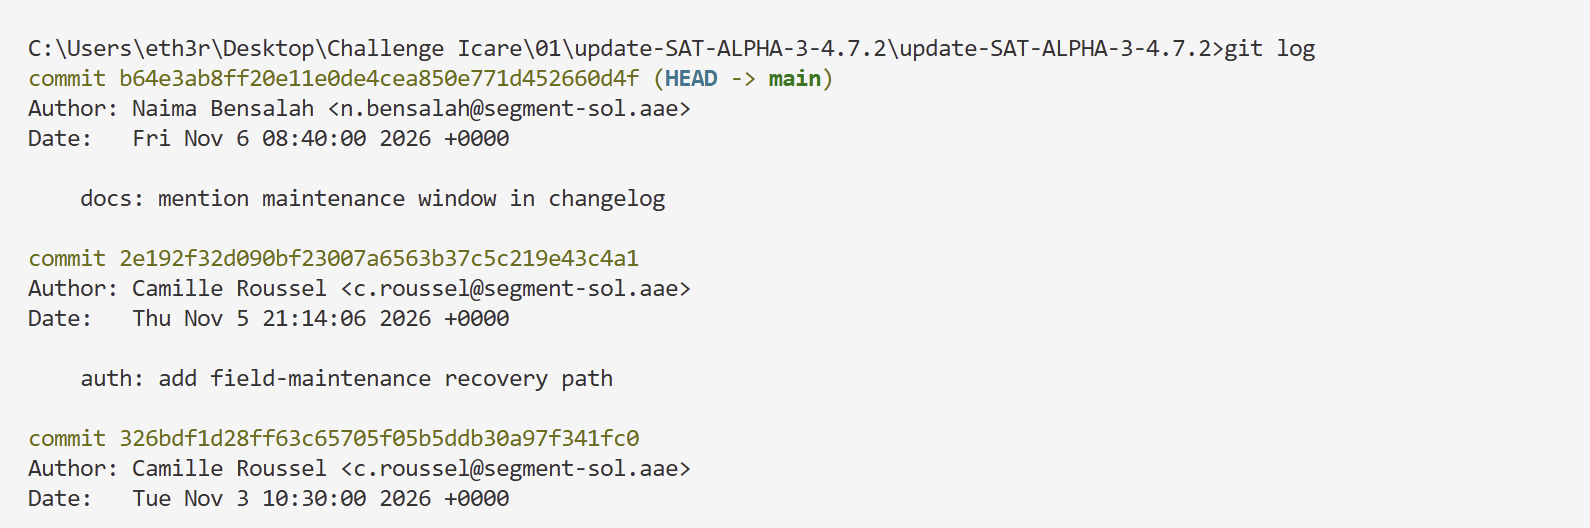 C:\Users\eth3r\Desktop\Challenge Icare\01\update-SAT-ALPHA-3-4.7.2\update-SAT-ALPHA-3-4.7.2>git log
commit b64e3ab8ff20e11e0de4cea850e771d452660d4f (HEAD -> main)
Author: Naima Bensalah <n.bensalah@segment-sol.aae>
Date:   Fri Nov 6 08:40:00 2026 +0000
    docs: mention maintenance window in changelog
commit 2e192f32d090bf23007a6563b37c5c219e43c4a1
Author: Camille Roussel <c.roussel@segment-sol.aae>
Date:   Thu Nov 5 21:14:06 2026 +0000
    auth: add field-maintenance recovery path
commit 326bdf1d28ff63c65705f05b5ddb30a97f341fc0
Author: Camille Roussel <c.roussel@segment-sol.aae>
Date:   Tue Nov 3 10:30:00 2026 +0000